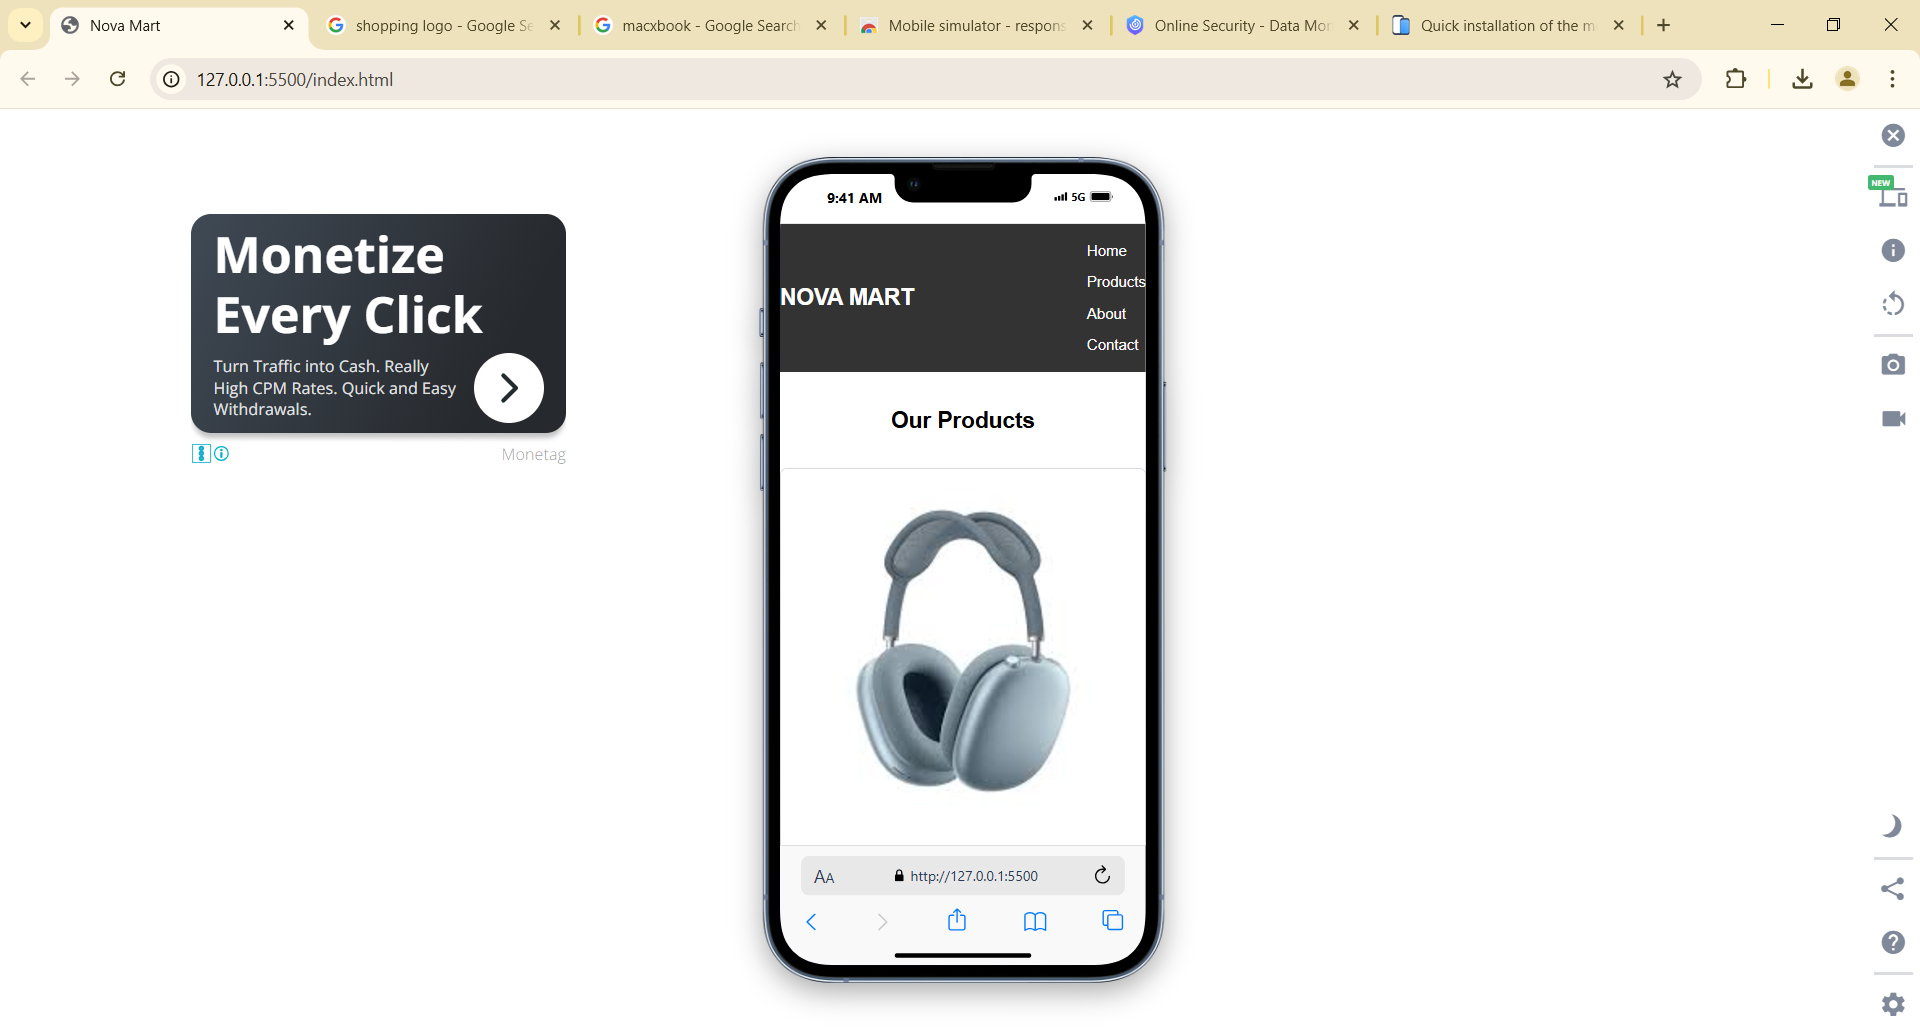 Nova Mart
shopping logo - Google Se
macxbook - Google Search
Mobile simulator - respons
Online Security - Data Mor
Quick installation of the m
127.0.0.1:5500/index.html
NEW
Monetize
Every Click
Turn Traffic into Cash. Really
High CPM Rates. Quick and Easy
Withdrawals.
Monetag
9:41 AM
5G
NOVA MART
Home
Products
About
Contact
Our Products
AA
http://127.0.0.1:5500